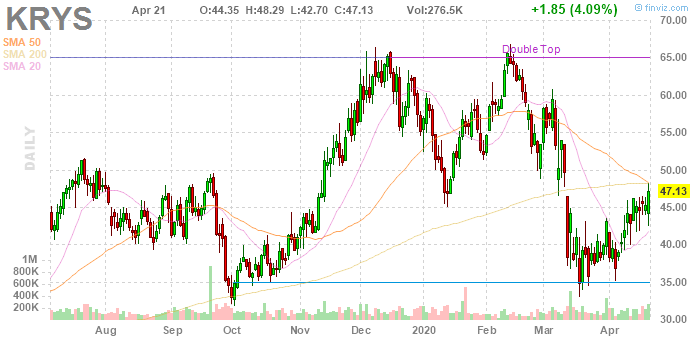 KRYS Apr 21 O:44.35 H:48.29 L:42.70 C:47.13 Vol:276.5K +1.85 (4.09%)
© finviz.com
SMA 50
SMA 200
SMA 20
DAILY
Double Top
70.00
65.00
60.00
55.00
50.00
47.13
45.00
40.00
35.00
30.00
1M
800K
600K
400K
200K
Aug Sep Oct Nov Dec 2020 Feb Mar Apr